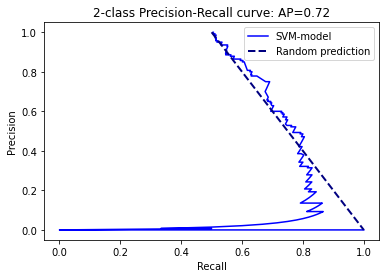 2-class Precision-Recall curve: AP=0.72
SVM-model
Random prediction
Precision
1.0
0.8
0.6
0.4
0.2
0.0
0.0 0.2 0.4 0.6 0.8 1.0
Recall